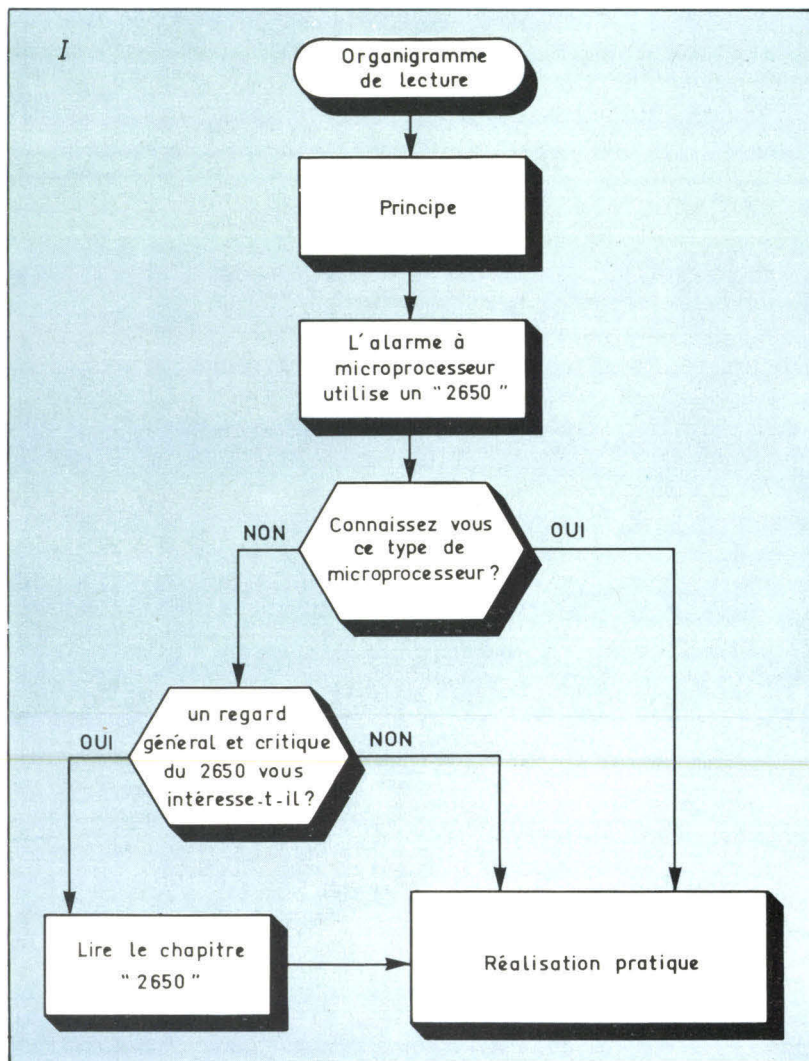 I
Organigramme
de lecture
Principe
L'alarme à
microprocesseur
utilise un "2650"
Connaissez vous
ce type de
microprocesseur ?
NON
OUI
un regard
général et critique
du 2650 vous
intéresse-t-il ?
OUI
NON
Lire le chapitre
"2650"
Réalisation pratique